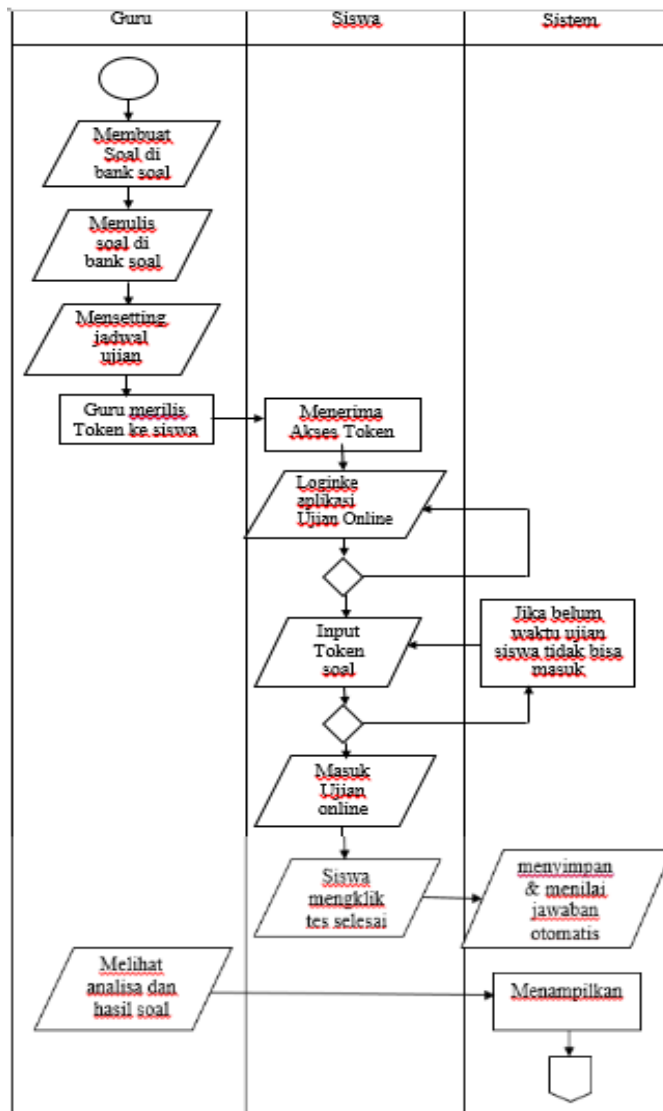 Guru
Siswa
Sistem
Membuat
Soal di
bank soal
Menulis
soal di
bank soal
Mensetting
jadwal
ujian
Guru merilis
Token ke siswa
Menerima
Akses Token
Loginke
aplikasi
Ujian Online
Input
Token
soal
Jika belum
waktu ujian
siswa tidak bisa
masuk
Masuk
Ujian
online
Siswa
mengklik
tes selesai
menyimpan
& menilai
jawaban
otomatis
Melihat
analisa dan
hasil soal
Menampilkan